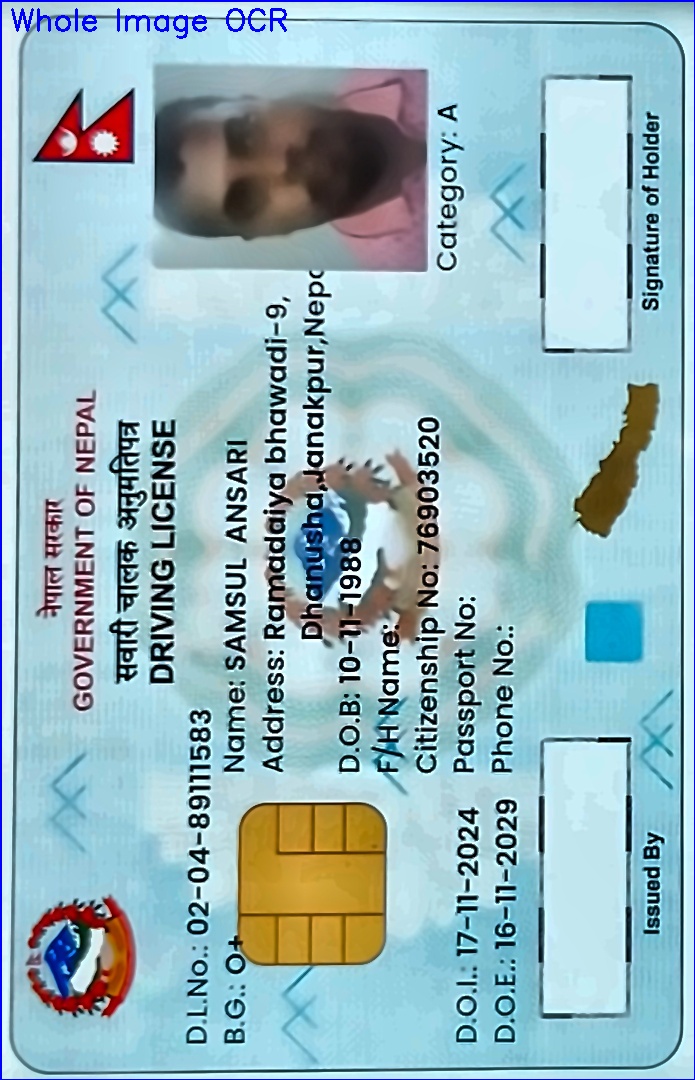 Whole Image OCR
नेपाल सरकार
GOVERNMENT OF NEPAL
सवारी चालक अनुमतिपत्र
DRIVING LICENSE
D.L.No.: 02-04-89111583
B.G.: O+
Name: SAMSUL ANSARI
Address: Ramadaiya bhawadi-9,
Dhanusha,Janakpur,Nepa
D.O.B: 10-11-1988
F/H Name:
Citizenship No: 76903520
Passport No:
Phone No.:
D.O.I.: 17-11-2024
D.O.E.: 16-11-2029
Category: A
Issued By
Signature of Holder